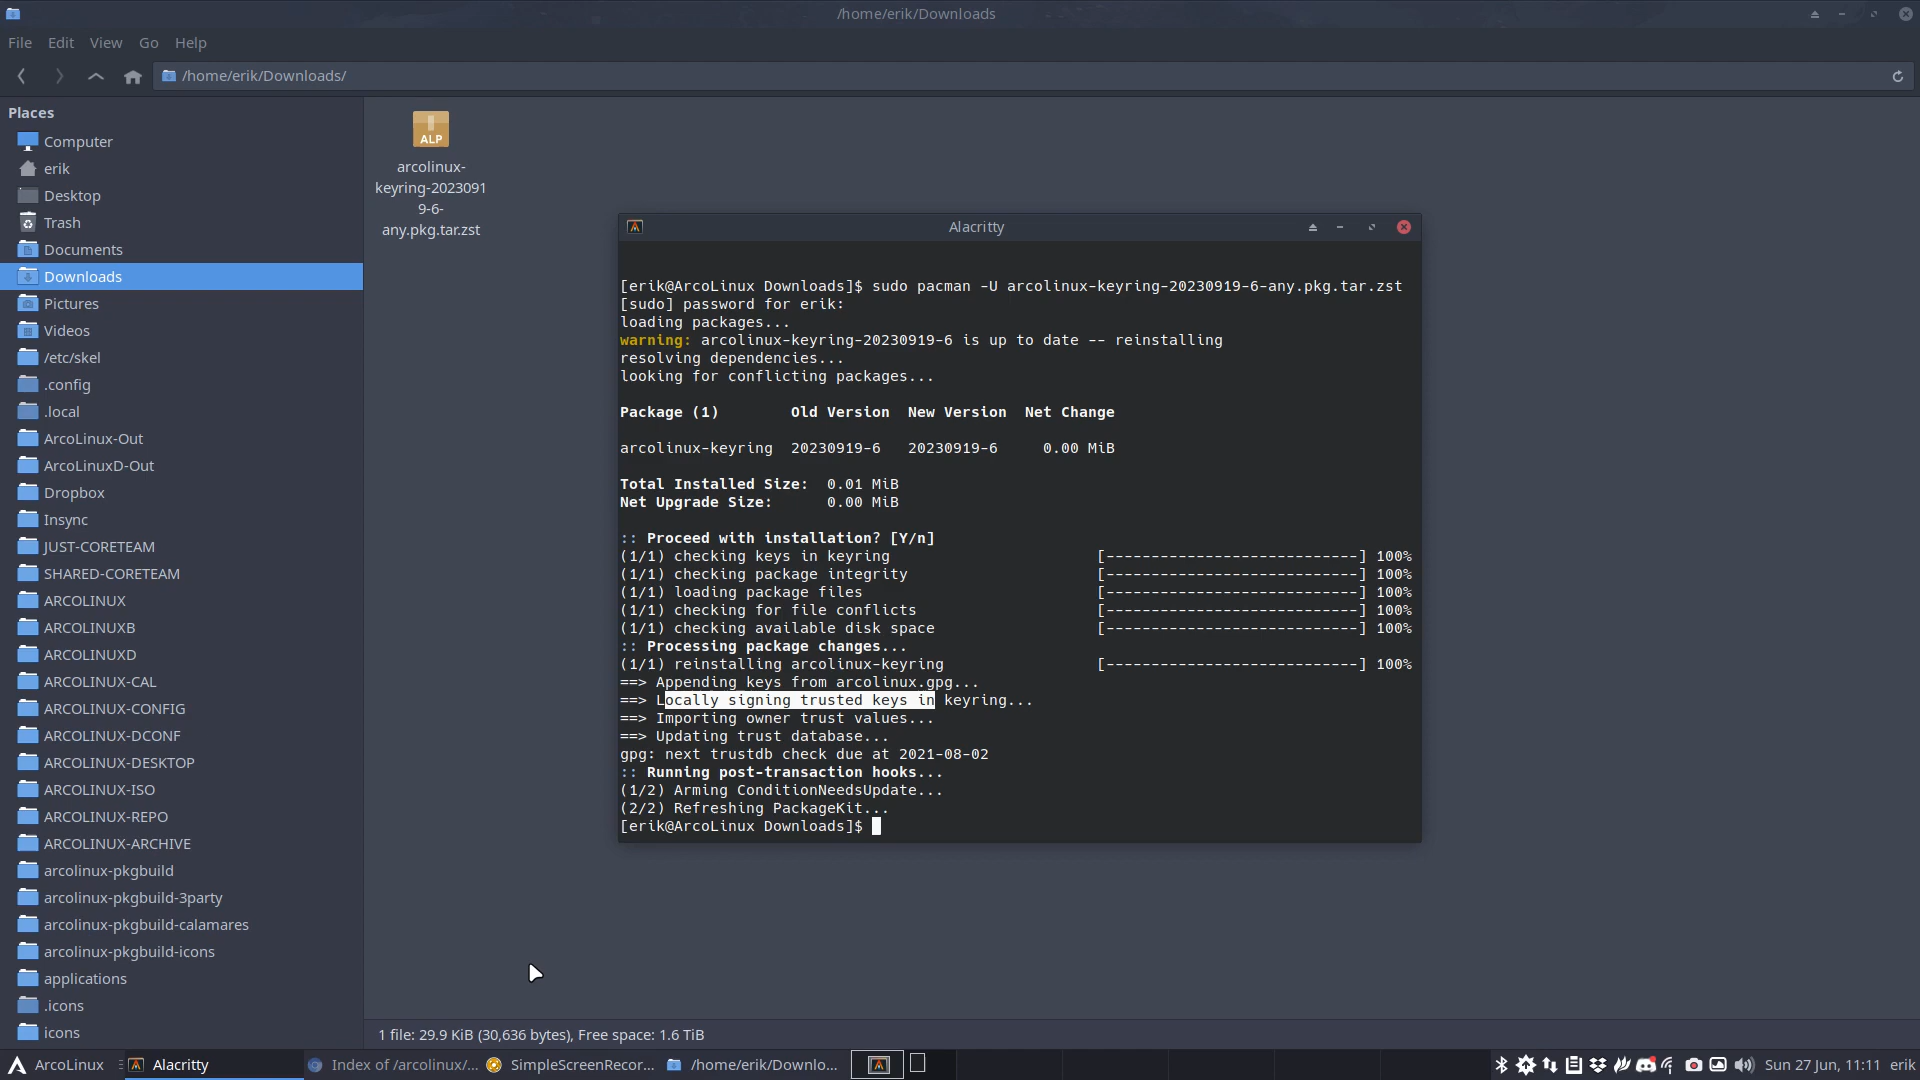 /home/erik/Downloads
File Edit View Go Help
/home/erik/Downloads/
Places
Computer
erik
Desktop
Trash
Documents
Downloads
Pictures
Videos
/etc/skel
.config
.local
ArcoLinux-Out
ArcoLinuxD-Out
Dropbox
Insync
JUST-CORETEAM
SHARED-CORETEAM
ARCOLINUX
ARCOLINUXB
ARCOLINUXD
ARCOLINUX-CAL
ARCOLINUX-CONFIG
ARCOLINUX-DCONF
ARCOLINUX-DESKTOP
ARCOLINUX-ISO
ARCOLINUX-REPO
ARCOLINUX-ARCHIVE
arcolinux-pkgbuild
arcolinux-pkgbuild-3party
arcolinux-pkgbuild-calamares
arcolinux-pkgbuild-icons
applications
.icons
icons
ALP
arcolinux-
keyring-2023091
9-6-
any.pkg.tar.zst
Alacritty
[erik@ArcoLinux Downloads]$ sudo pacman -U arcolinux-keyring-20230919-6-any.pkg.tar.zst
[sudo] password for erik:
loading packages...
warning: arcolinux-keyring-20230919-6 is up to date -- reinstalling
resolving dependencies...
looking for conflicting packages...
Package (1) Old Version New Version Net Change
arcolinux-keyring 20230919-6 20230919-6 0.00 MiB
Total Installed Size: 0.01 MiB
Net Upgrade Size: 0.00 MiB
:: Proceed with installation? [Y/n]
(1/1) checking keys in keyring [----------------------------] 100%
(1/1) checking package integrity [----------------------------] 100%
(1/1) loading package files [----------------------------] 100%
(1/1) checking for file conflicts [----------------------------] 100%
(1/1) checking available disk space [----------------------------] 100%
:: Processing package changes...
(1/1) reinstalling arcolinux-keyring [----------------------------] 100%
==> Appending keys from arcolinux.gpg...
==> Locally signing trusted keys in keyring...
==> Importing owner trust values...
==> Updating trust database...
gpg: next trustdb check due at 2021-08-02
:: Running post-transaction hooks...
(1/2) Arming ConditionNeedsUpdate...
(2/2) Refreshing PackageKit...
[erik@ArcoLinux Downloads]$
1 file: 29.9 KiB (30,636 bytes), Free space: 1.6 TiB
ArcoLinux Alacritty Index of /arcolinux/... SimpleScreenRecor... /home/erik/Downlo... Sun 27 Jun, 11:11 erik